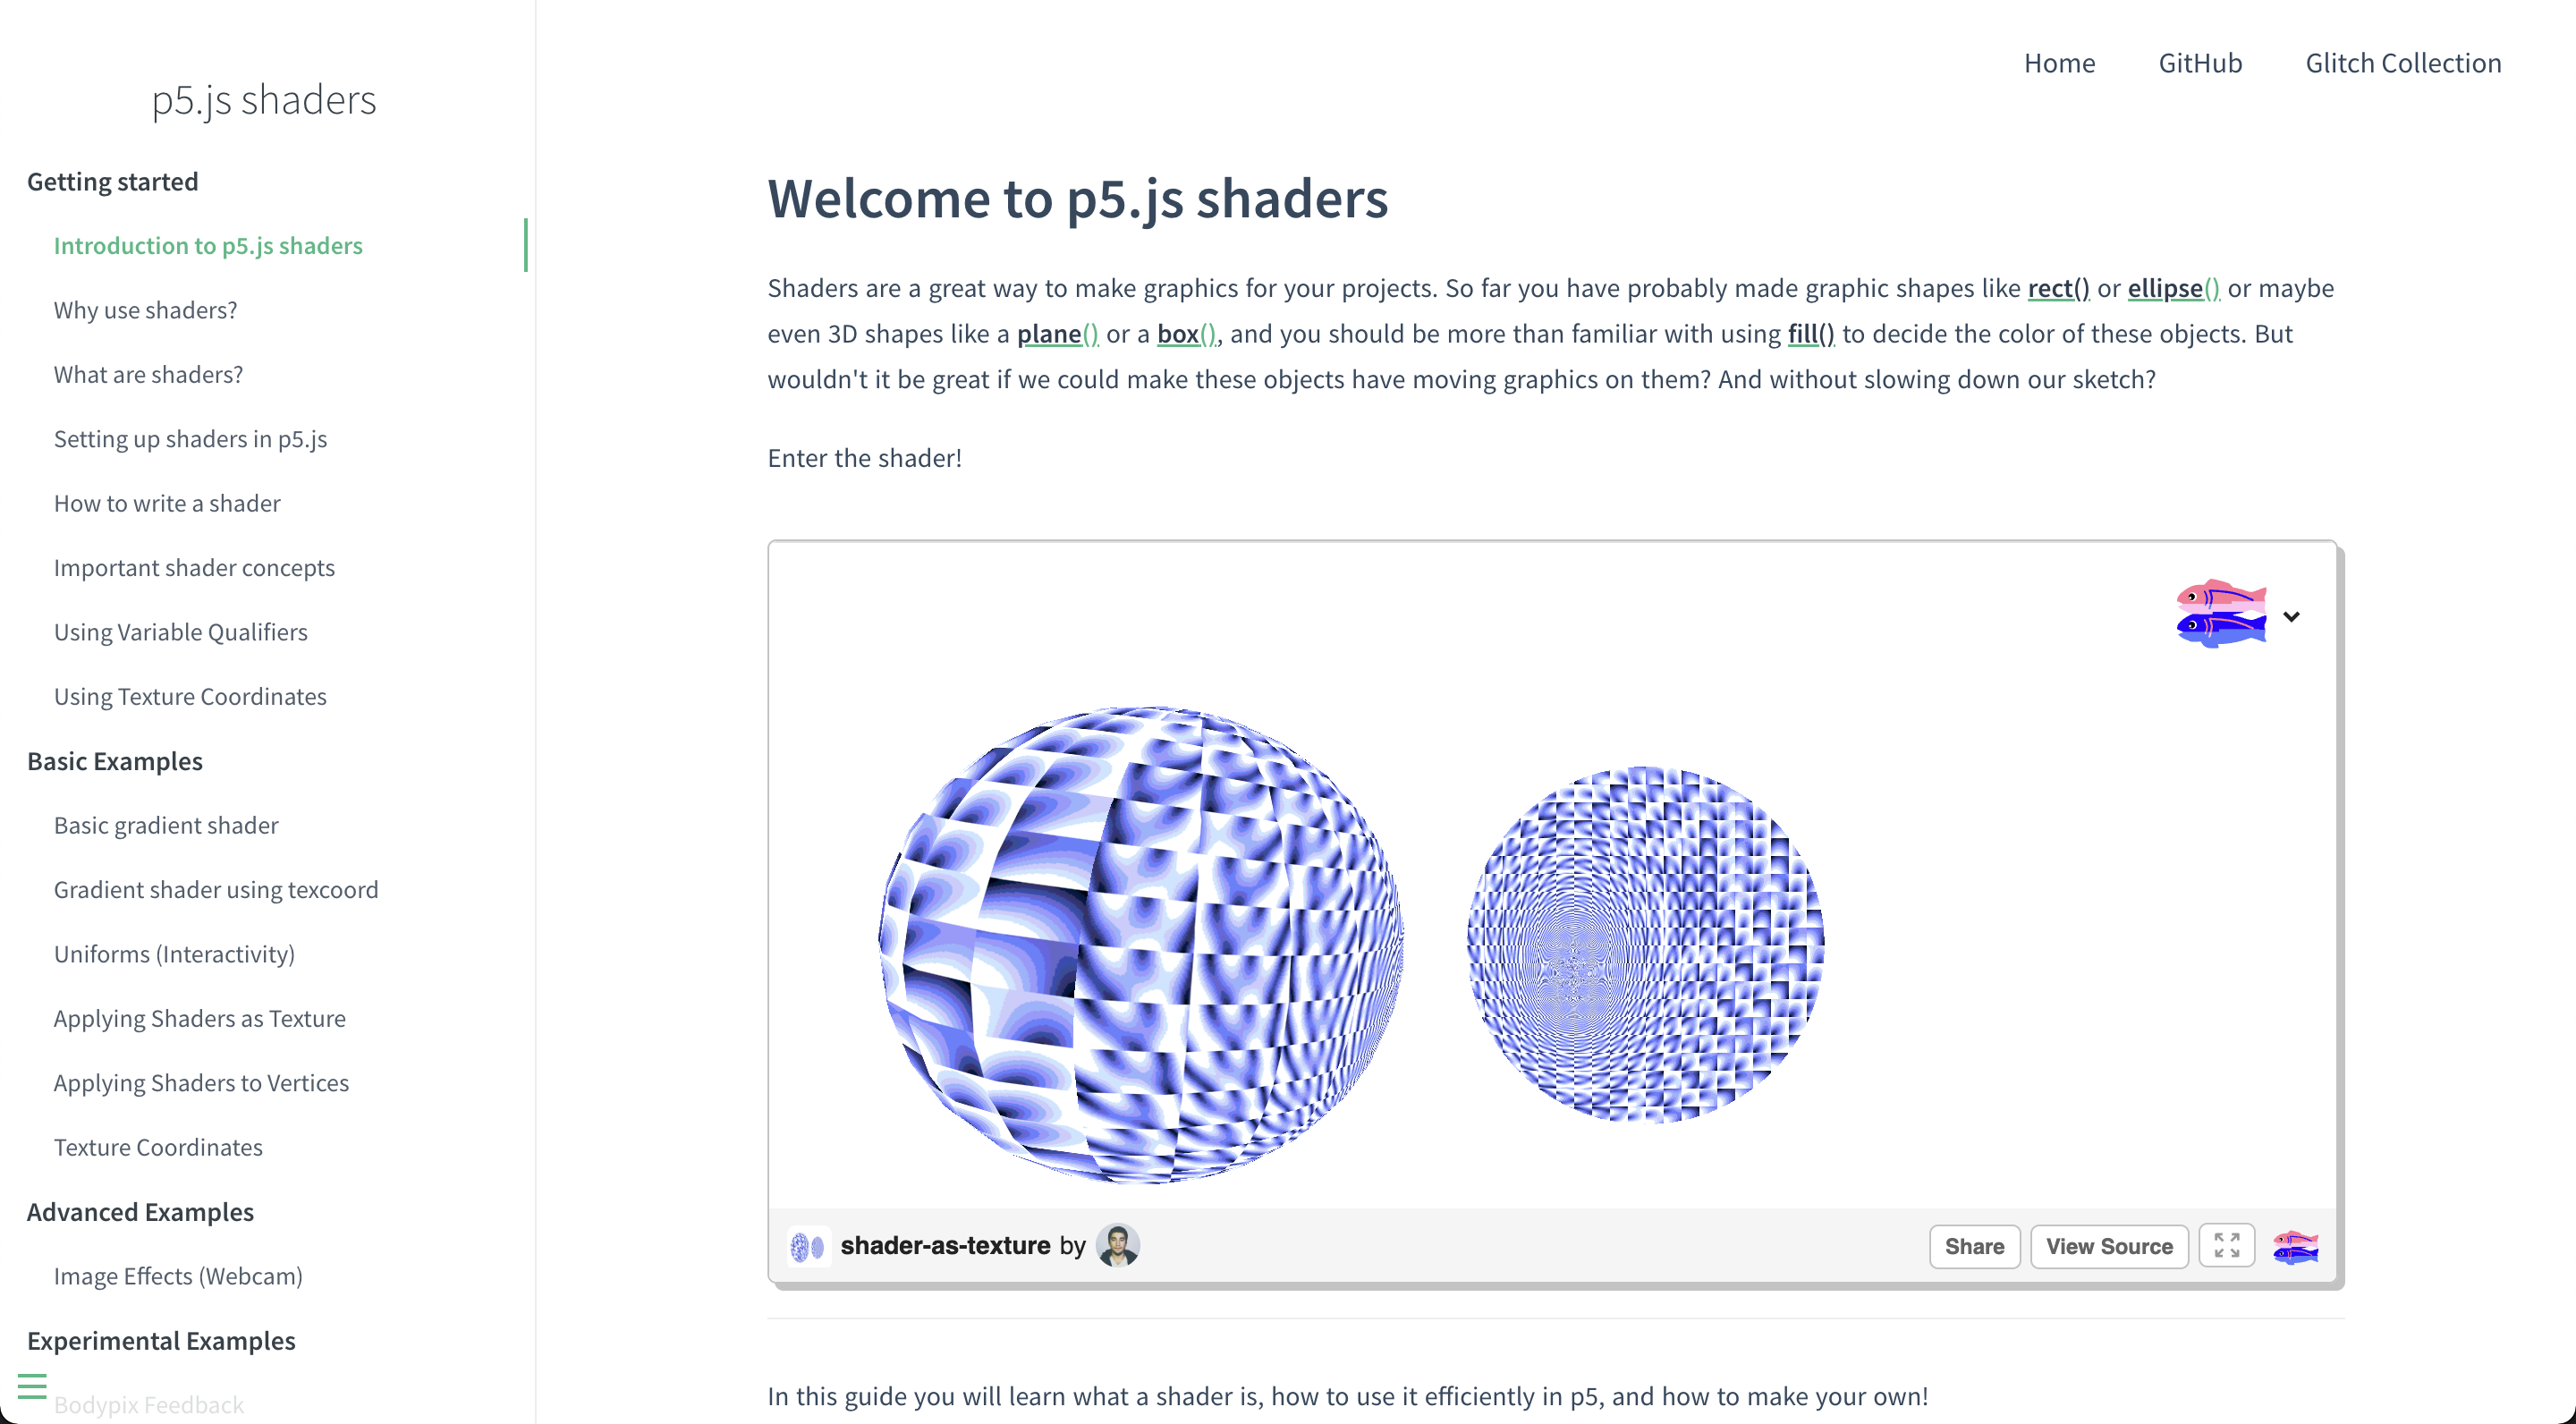 Home GitHub Glitch Collection
p5.js shaders
Getting started
Introduction to p5.js shaders
Why use shaders?
What are shaders?
Setting up shaders in p5.js
How to write a shader
Important shader concepts
Using Variable Qualifiers
Using Texture Coordinates
Basic Examples
Basic gradient shader
Gradient shader using texcoord
Uniforms (Interactivity)
Applying Shaders as Texture
Applying Shaders to Vertices
Texture Coordinates
Advanced Examples
Image Effects (Webcam)
Experimental Examples
Bodypix Feedback
Welcome to p5.js shaders
Shaders are a great way to make graphics for your projects. So far you have probably made graphic shapes like rect() or ellipse() or maybe
even 3D shapes like a plane() or a box(), and you should be more than familiar with using fill() to decide the color of these objects. But
wouldn't it be great if we could make these objects have moving graphics on them? And without slowing down our sketch?
Enter the shader!
shader-as-texture by
Share View Source
In this guide you will learn what a shader is, how to use it efficiently in p5, and how to make your own!